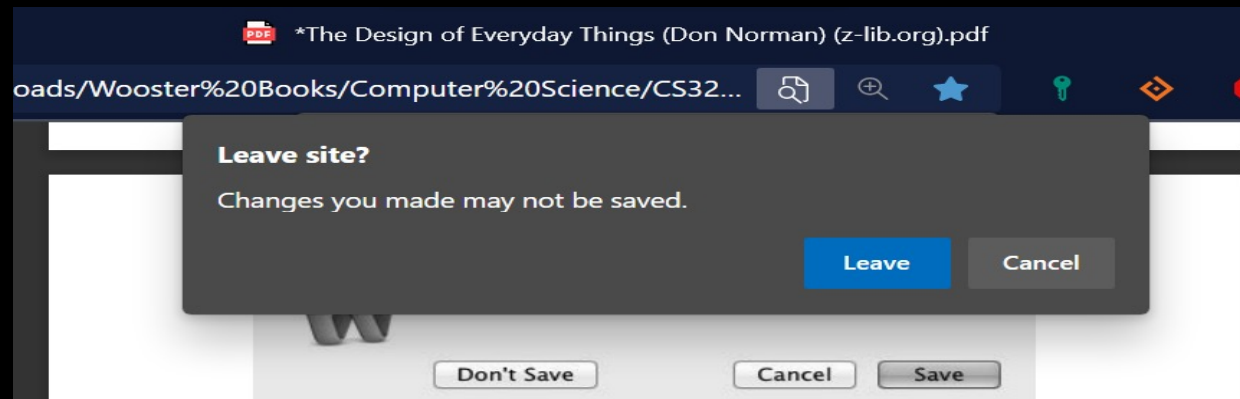 PDF *The Design of Everyday Things (Don Norman) (z-lib.org).pdf
oads/Wooster%20Books/Computer%20Science/CS32...
Leave site?
Changes you made may not be saved.
Leave Cancel
W
Don't Save Cancel Save